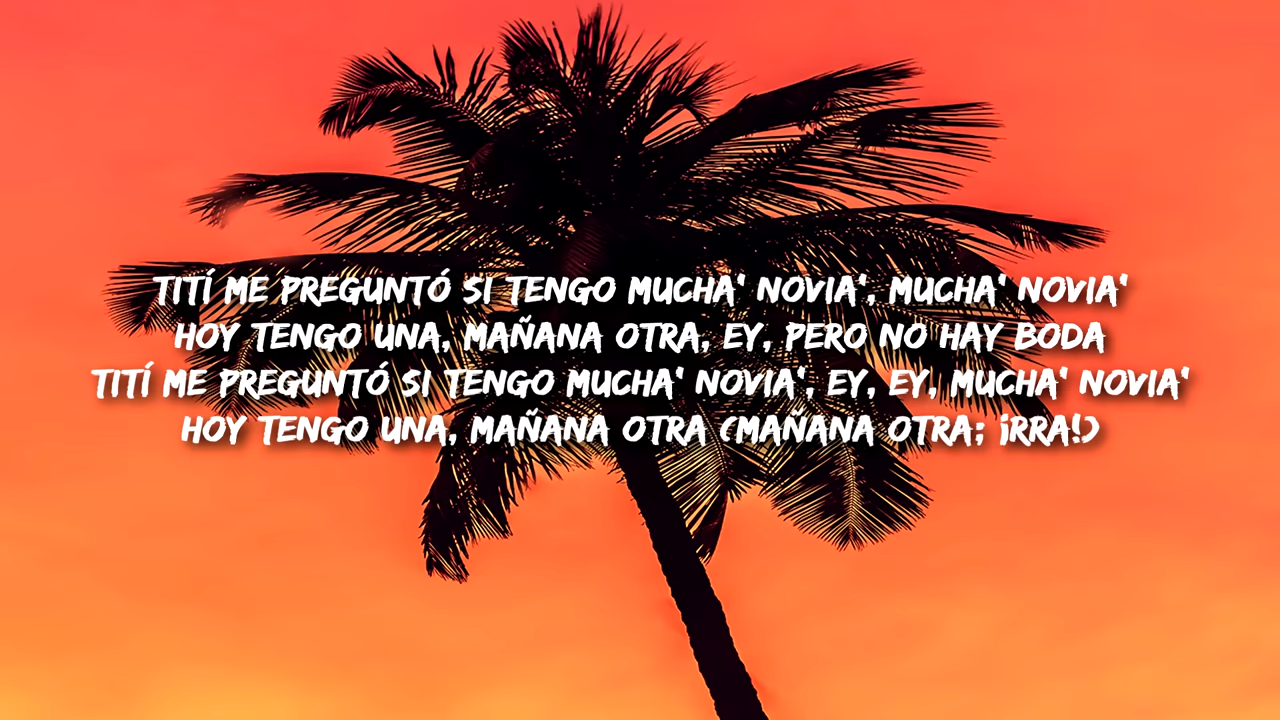 TITÍ ME PREGUNTÓ SI TENGO MUCHA' NOVIA', MUCHA' NOVIA'
HOY TENGO UNA, MAÑANA OTRA, EY, PERO NO HAY BODA
TITÍ ME PREGUNTÓ SI TENGO MUCHA' NOVIA', EY, EY, MUCHA' NOVIA'
HOY TENGO UNA, MAÑANA OTRA (MAÑANA OTRA; ¡RRA!)